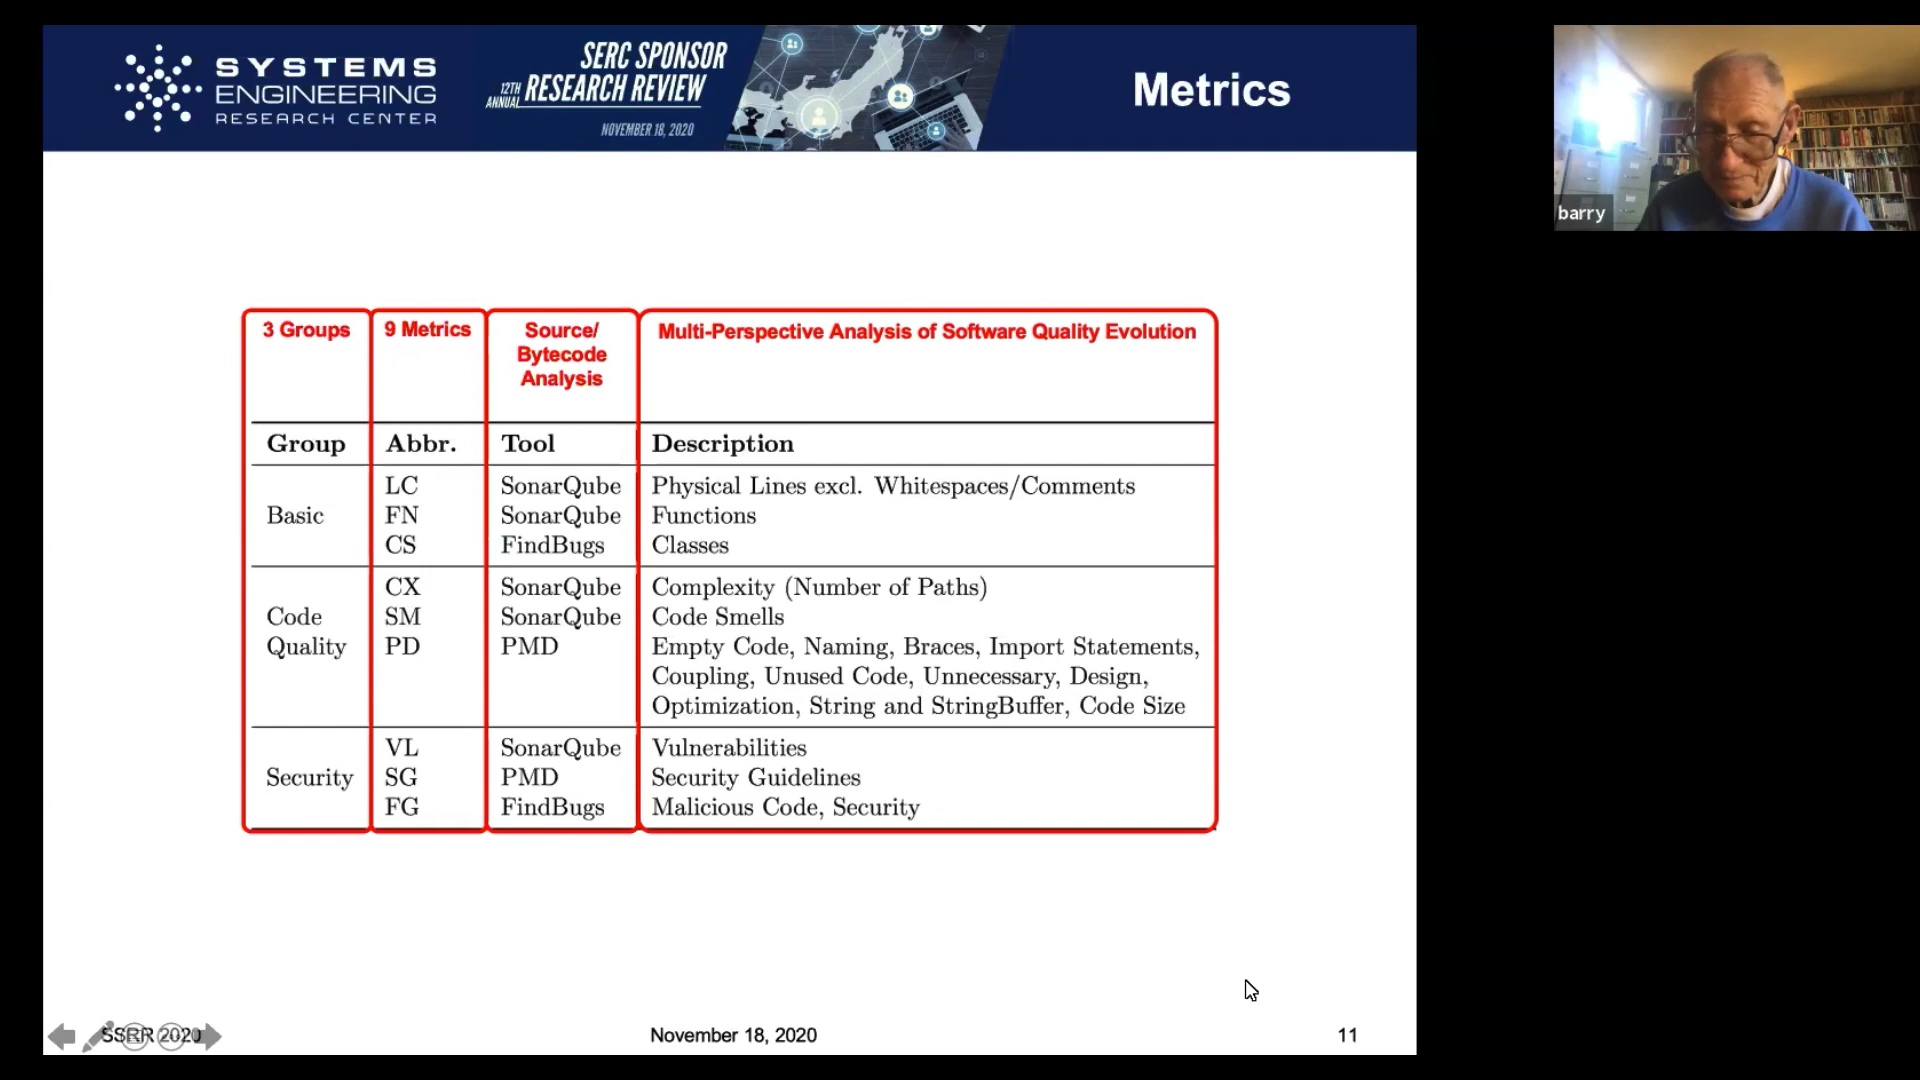 SYSTEMS
ENGINEERING
RESEARCH CENTER
SERC SPONSOR
12TH
ANNUAL
RESEARCH REVIEW
NOVEMBER 18, 2020
Metrics
barry
3 Groups
9 Metrics
Source/
Bytecode
Analysis
Multi-Perspective Analysis of Software Quality Evolution
Group Abbr. Tool Description
LC SonarQube Physical Lines excl. Whitespaces/Comments
Basic FN SonarQube Functions
CS FindBugs Classes
CX SonarQube Complexity (Number of Paths)
Code SM SonarQube Code Smells
Quality PD PMD Empty Code, Naming, Braces, Import Statements,
Coupling, Unused Code, Unnecessary, Design,
Optimization, String and StringBuffer, Code Size
VL SonarQube Vulnerabilities
Security SG PMD Security Guidelines
FG FindBugs Malicious Code, Security
SSRR 2020
November 18, 2020
11